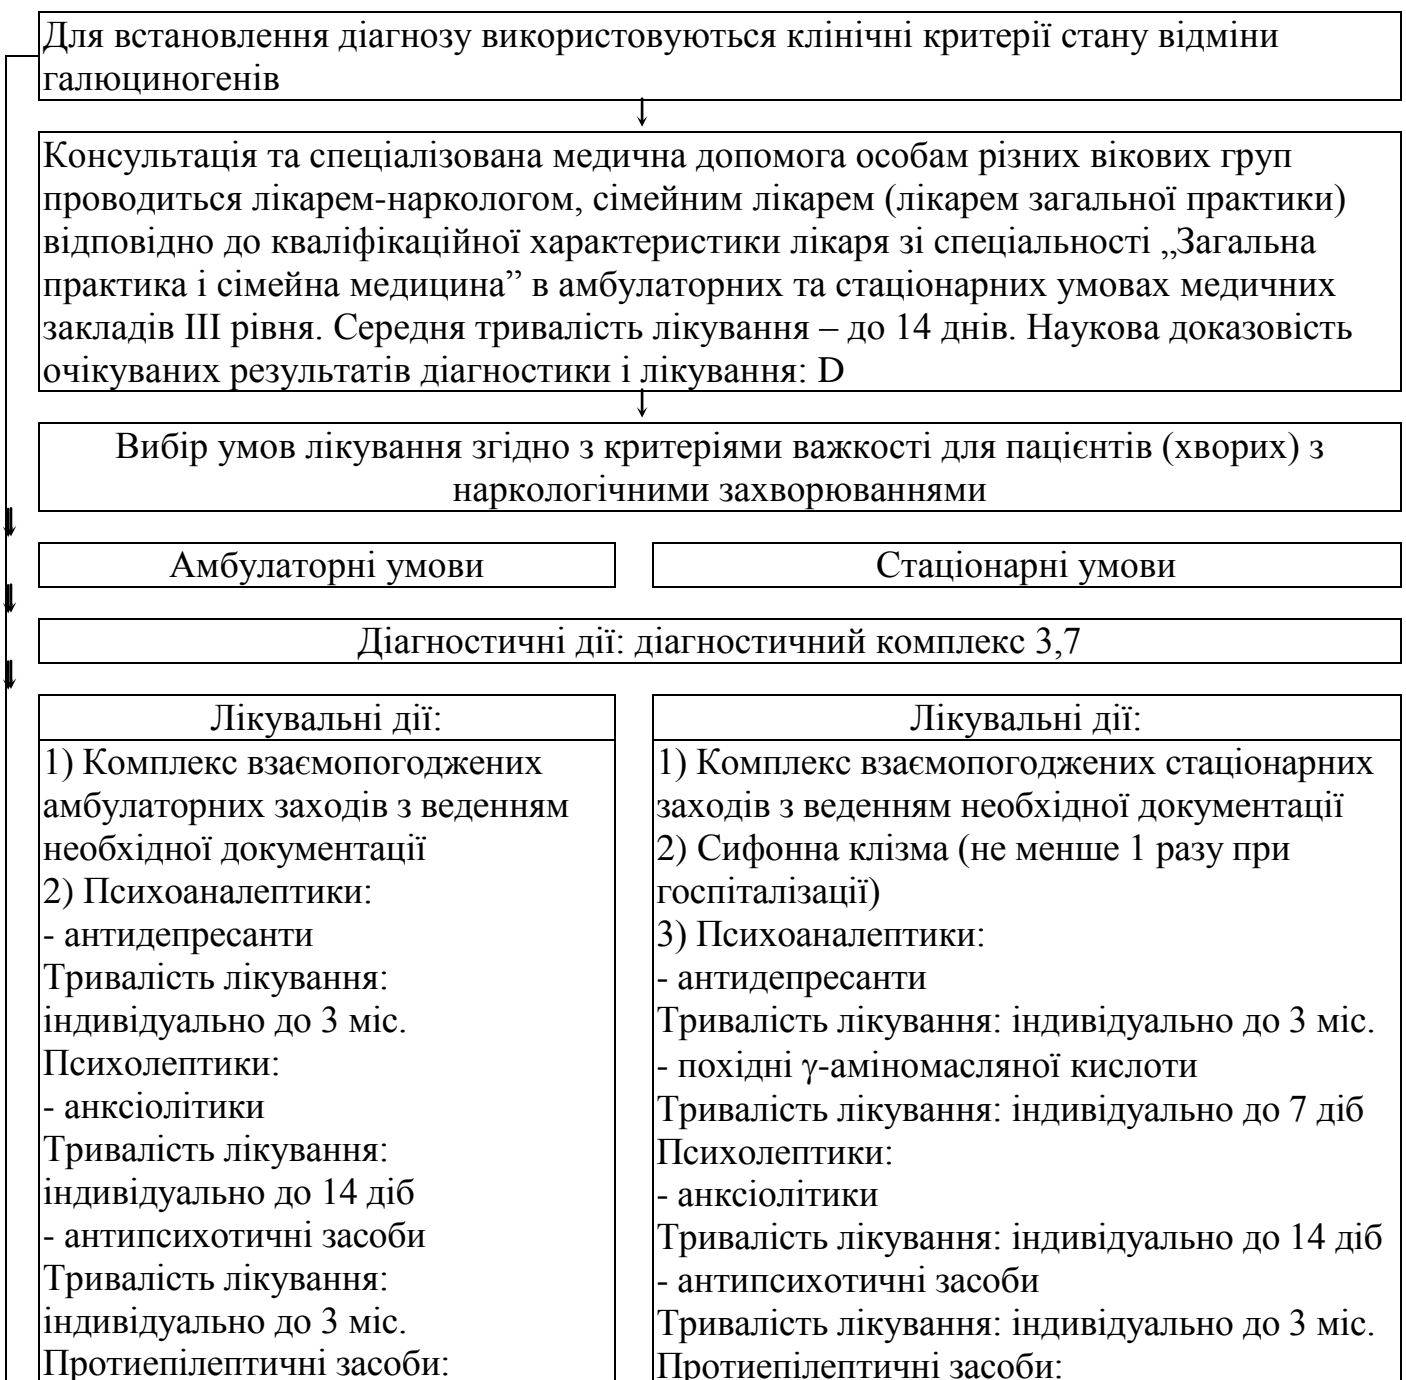 Для встановлення діагнозу використовуються клінічні критерії стану відміни
галюциногенів
Консультація та спеціалізована медична допомога особам різних вікових груп
проводиться лікарем-наркологом, сімейним лікарем (лікарем загальної практики)
відповідно до кваліфікаційної характеристики лікаря зі спеціальності „Загальна
практика і сімейна медицина” в амбулаторних та стаціонарних умовах медичних
закладів III рівня. Середня тривалість лікування – до 14 днів. Наукова доказовість
очікуваних результатів діагностики і лікування: D
Вибір умов лікування згідно з критеріями важкості для пацієнтів (хворих) з
наркологічними захворюваннями
Амбулаторні умови
Стаціонарні умови
Діагностичні дії: діагностичний комплекс 3,7
Лікувальні дії:
1) Комплекс взаємопогоджених
амбулаторних заходів з веденням
необхідної документації
2) Психоаналептики:
- антидепресанти
Тривалість лікування:
індивідуально до 3 міс.
Психолептики:
- анксіолітики
Тривалість лікування:
індивідуально до 14 діб
- антипсихотичні засоби
Тривалість лікування:
індивідуально до 3 міс.
Протиепілептичні засоби:
Лікувальні дії:
1) Комплекс взаємопогоджених стаціонарних
заходів з веденням необхідної документації
2) Сифонна клізма (не менше 1 разу при
госпіталізації)
3) Психоаналептики:
- антидепресанти
Тривалість лікування: індивідуально до 3 міс.
- похідні γ-аміномасляної кислоти
Тривалість лікування: індивідуально до 7 діб
Психолептики:
- анксіолітики
Тривалість лікування: індивідуально до 14 діб
- антипсихотичні засоби
Тривалість лікування: індивідуально до 3 міс.
Протиепілептичні засоби: